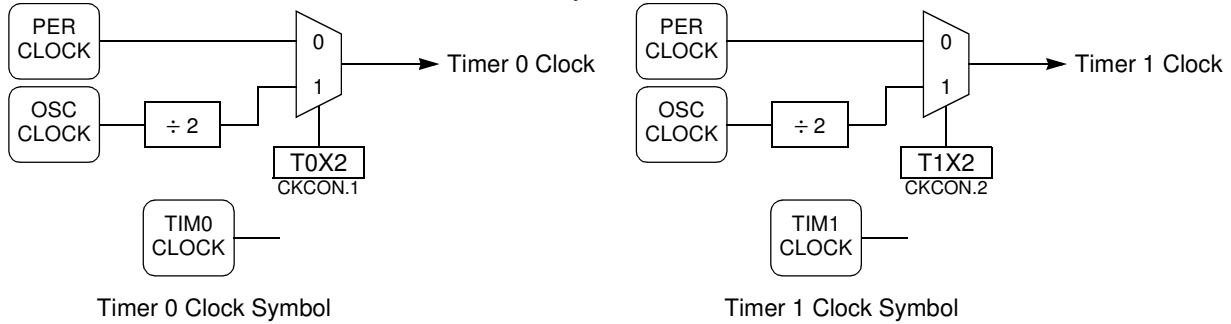 PER
CLOCK
0
Timer 0 Clock
1
OSC
CLOCK
÷ 2
T0X2
CKCON.1
TIM0
CLOCK
Timer 0 Clock Symbol
PER
CLOCK
0
Timer 1 Clock
1
OSC
CLOCK
÷ 2
T1X2
CKCON.2
TIM1
CLOCK
Timer 1 Clock Symbol